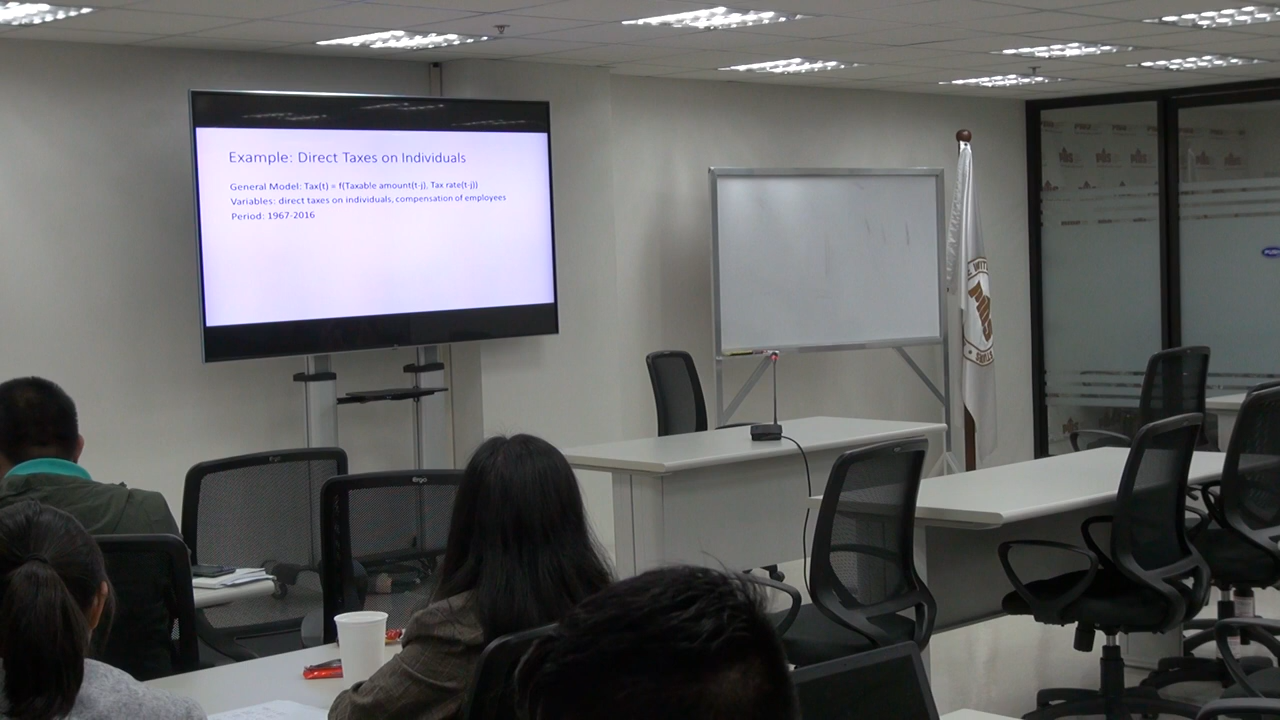 Example: Direct Taxes on Individuals
General Model: Tax(t) = f(Taxable amount(t-j), Tax rate(t-j))
Variables: direct taxes on individuals, compensation of employees
Period: 1967-2016
Ergo